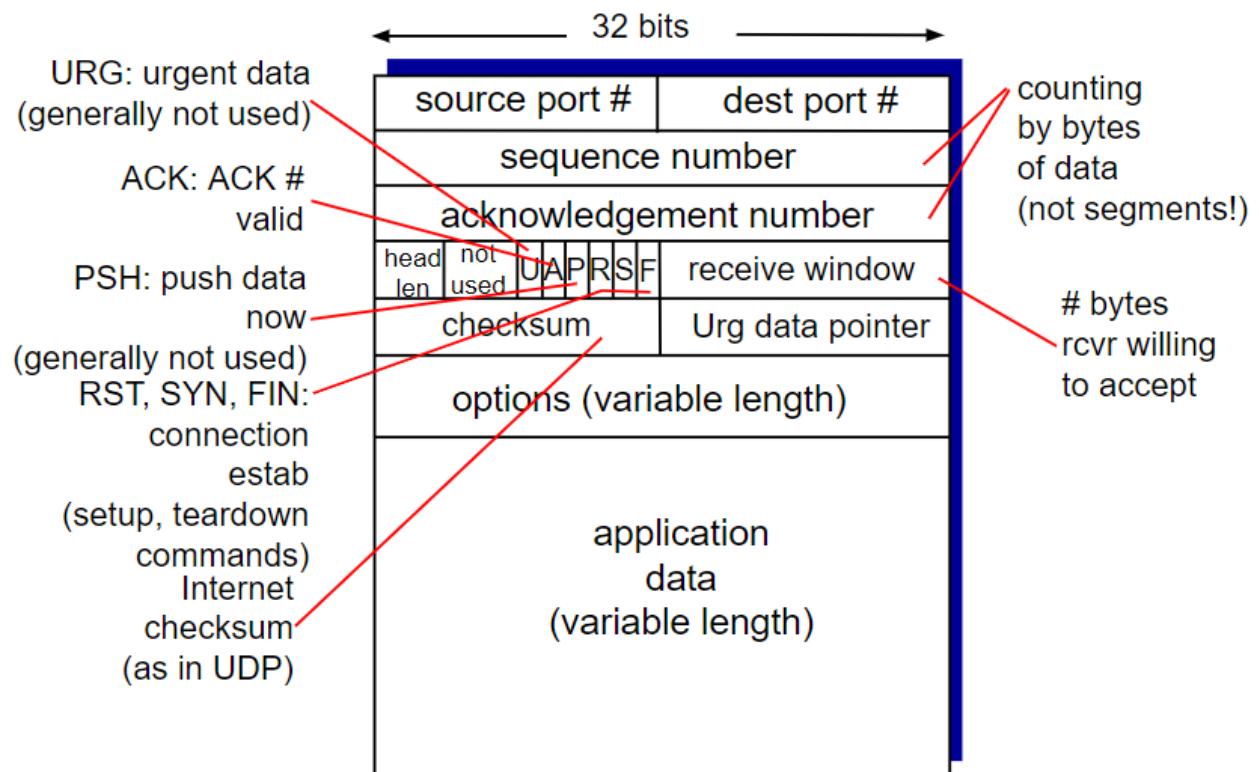 32 bits
URG: urgent data
(generally not used)
ACK: ACK #
valid
PSH: push data
now
(generally not used)
RST, SYN, FIN:
connection
estab
(setup, teardown
commands)
Internet
checksum
(as in UDP)
source port #
dest port #
sequence number
acknowledgement number
head
len
not
used
U
A
P
R
S
F
receive window
checksum
Urg data pointer
options (variable length)
application
data
(variable length)
counting
by bytes
of data
(not segments!)
# bytes
rcvr willing
to accept